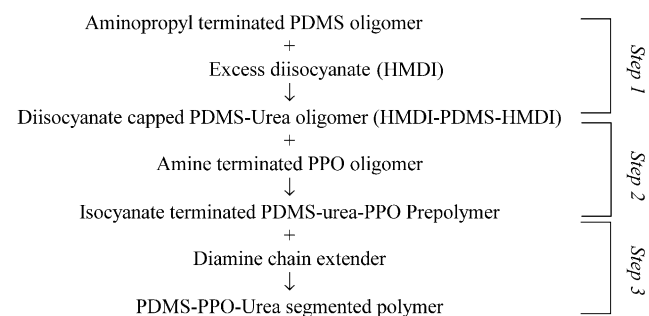 Aminopropyl terminated PDMS oligomer
+
Excess diisocyanate (HMDI)
↓
Diisocyanate capped PDMS-Urea oligomer (HMDI-PDMS-HMDI)
+
Amine terminated PPO oligomer
↓
Isocyanate terminated PDMS-urea-PPO Prepolymer
+
Diamine chain extender
↓
PDMS-PPO-Urea segmented polymer
Step 1
Step 2
Step 3